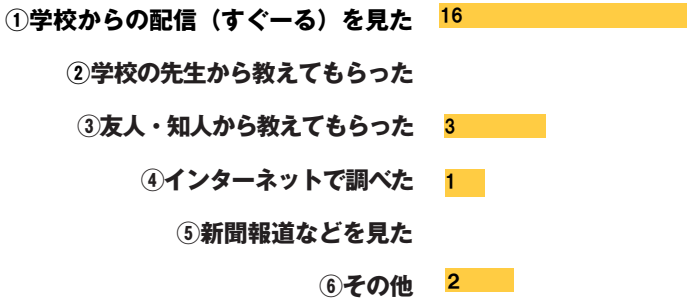 ①学校からの配信（すぐーる）を見た 16
②学校の先生から教えてもらった
③友人・知人から教えてもらった 3
④インターネットで調べた 1
⑤新聞報道などを見た
⑥その他 2